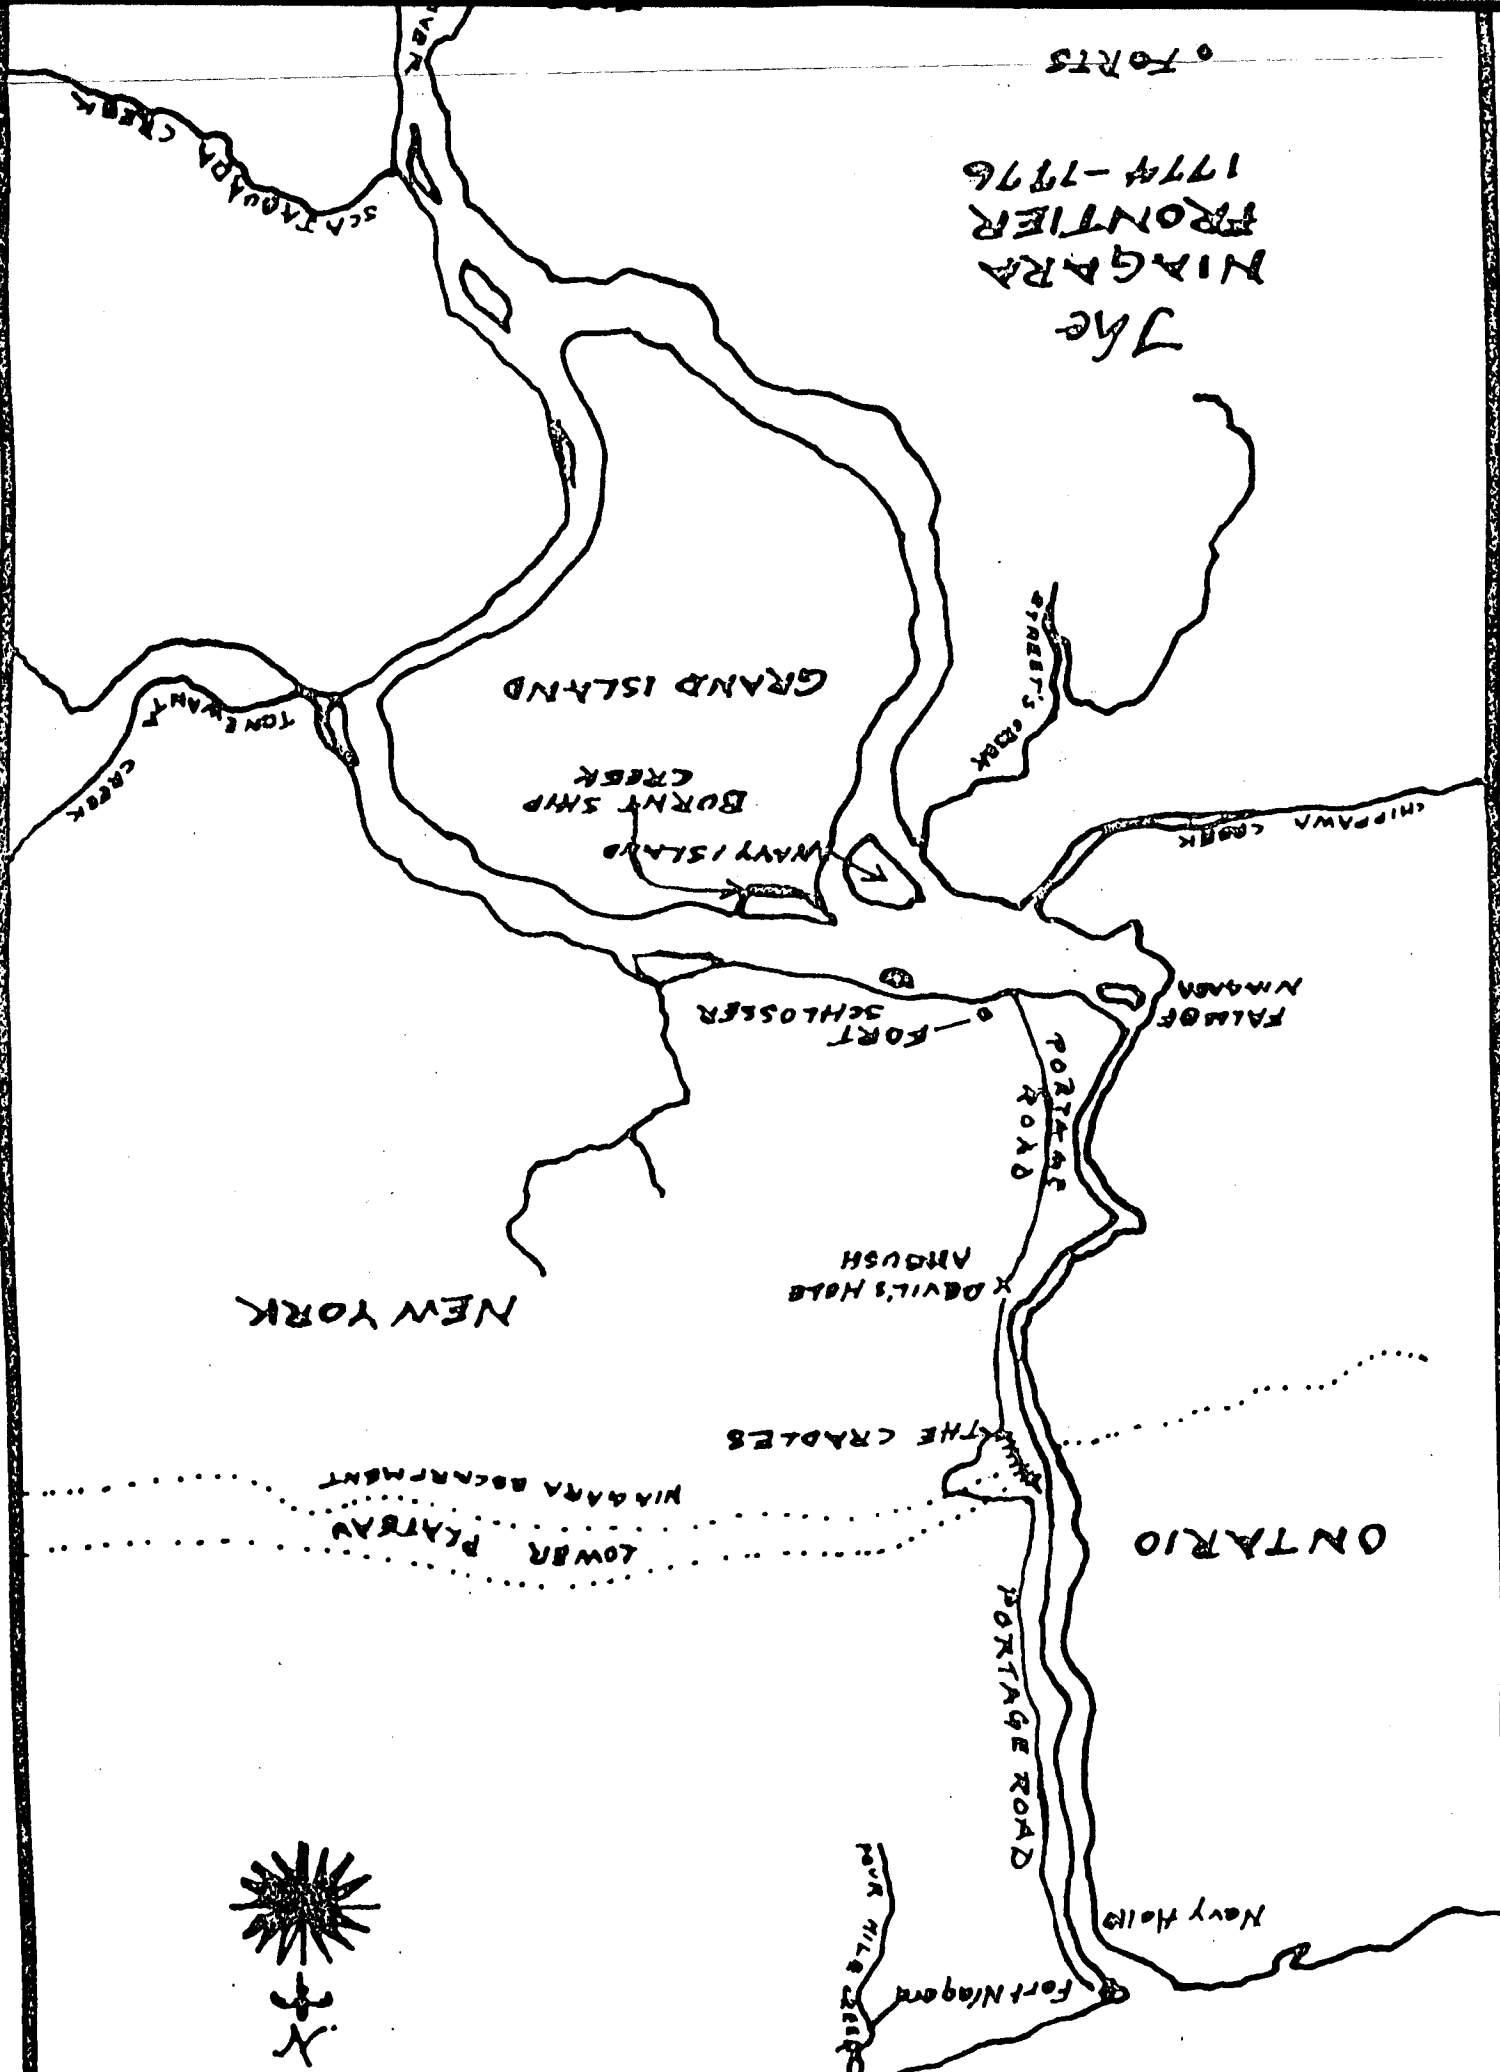 N
Fort Niagara
FOUR MILE CREEK
Navy Hall
PORTAGE ROAD
ONTARIO
LOWER PLATEAU
NIAGARA ESCARPMENT
THE CRADLES
NEW YORK
DEVIL'S HOLE
AMBUSH
PORTAGE
ROAD
FORT
SCHLOSSER
FALLS OF
NIAGARA
CHIPPAWA
CREEK
NAVY ISLAND
BURNT SHIP
CREEK
STREET'S CREEK
TONEWANT
CREEK
GRAND ISLAND
The
NIAGARA
FRONTIER
1774-1776
SCAJAQUADA
CREEK
° FORTS